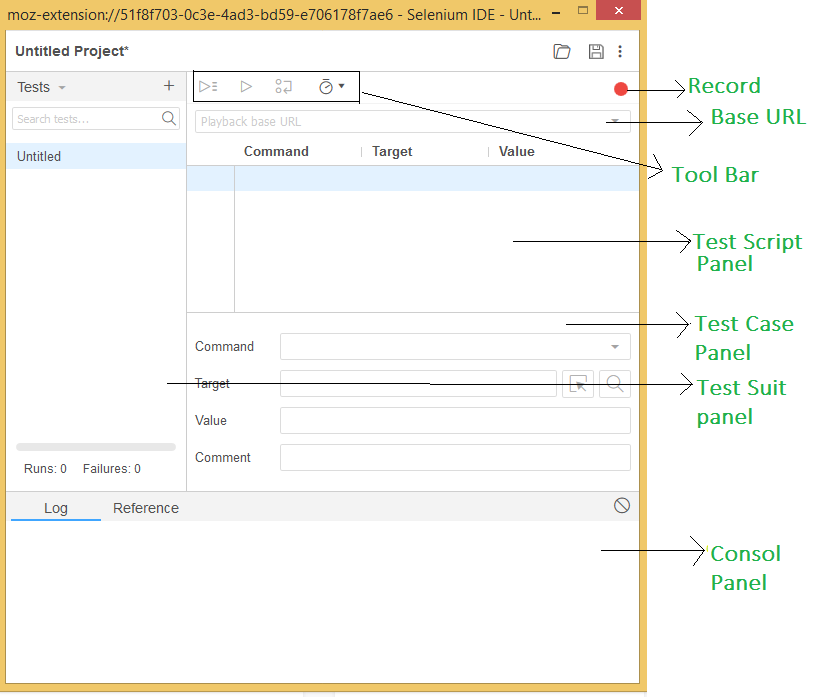 moz-extension://51f8f703-0c3e-4ad3-bd59-e706178f7ae6 - Selenium IDE - Unt...
Untitled Project*
Tests
Record
Search tests...
Playback base URL
Base URL
Untitled
Command Target Value
Tool Bar
Test Script
Panel
Test Case
Panel
Command
Target
Test Suit
panel
Value
Comment
Runs: 0 Failures: 0
Log Reference
Consol
Panel